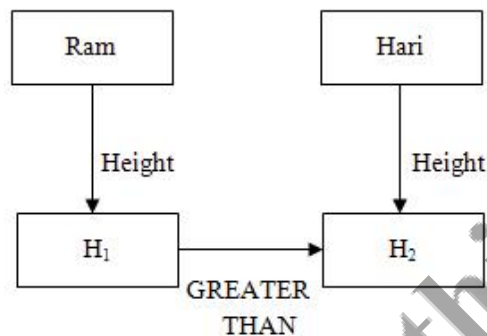 Ram Hari
Height Height
H₁ H₂
GREATER
THAN